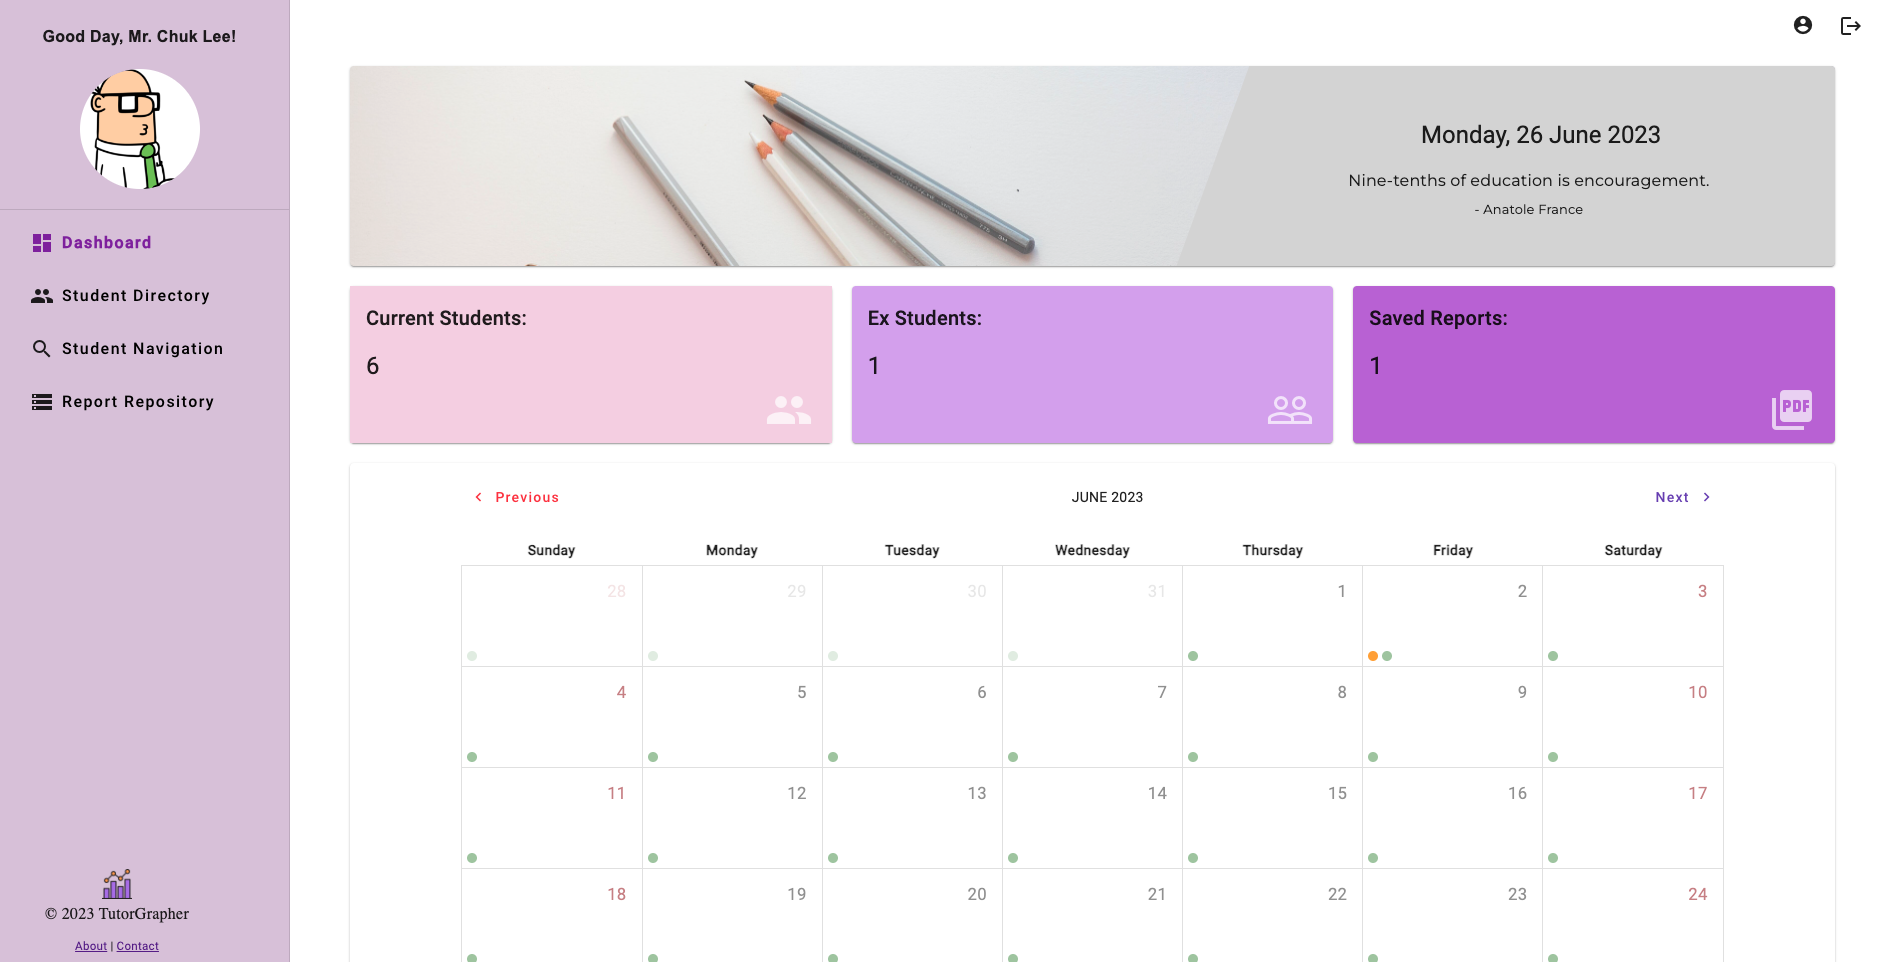 Good Day, Mr. Chuk Lee!
Dashboard
Student Directory
Student Navigation
Report Repository
© 2023 TutorGrapher
About | Contact
Monday, 26 June 2023
Nine-tenths of education is encouragement.
- Anatole France
Current Students:
6
Ex Students:
1
Saved Reports:
1
PDF
Previous
JUNE 2023
Next
Sunday Monday Tuesday Wednesday Thursday Friday Saturday
28 29 30 31 1 2 3
4 5 6 7 8 9 10
11 12 13 14 15 16 17
18 19 20 21 22 23 24